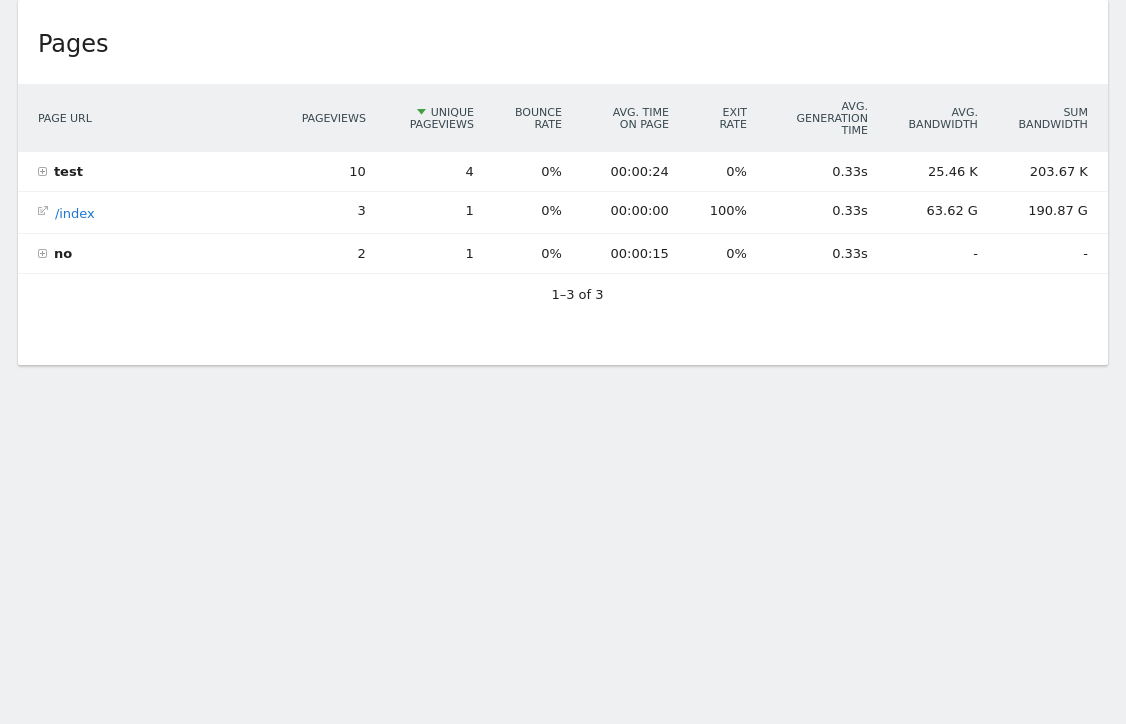 Pages
PAGE URL PAGEVIEWS UNIQUE PAGEVIEWS BOUNCE RATE AVG. TIME ON PAGE EXIT RATE AVG. GENERATION TIME AVG. BANDWIDTH SUM BANDWIDTH
test 10 4 0% 00:00:24 0% 0.33s 25.46 K 203.67 K
/index 3 1 0% 00:00:00 100% 0.33s 63.62 G 190.87 G
no 2 1 0% 00:00:15 0% 0.33s - -
1–3 of 3